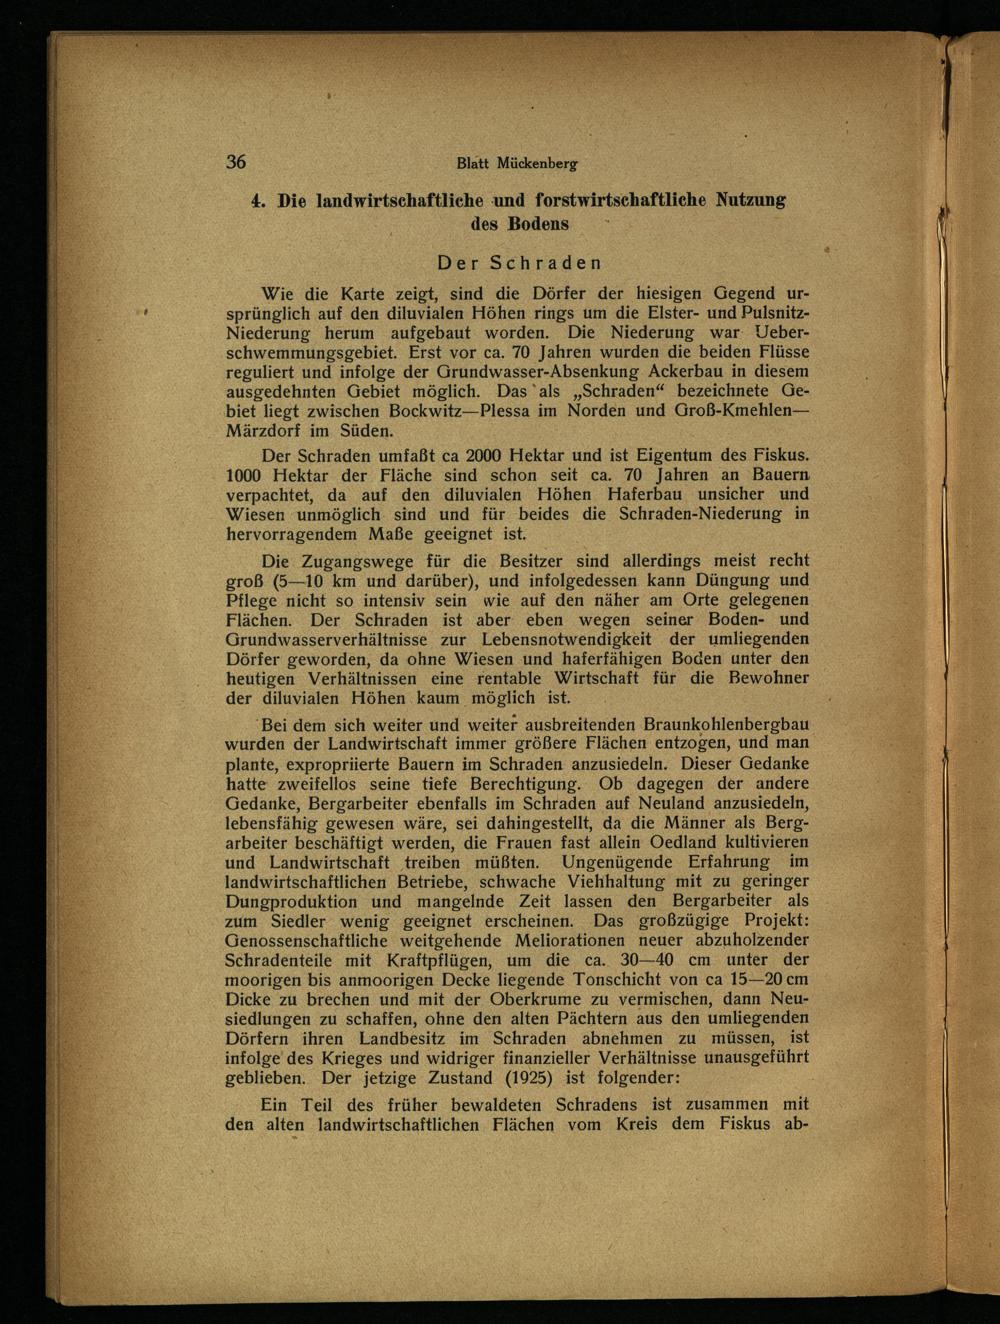 36
Blatt Mückenberg
4. Die landwirtschaftliche und forstwirtschaftliche Nutzung
des Bodens
Der Schraden
Wie die Karte zeigt, sind die Dörfer der hiesigen Gegend ur-
sprünglich auf den diluvialen Höhen rings um die Elster- und Pulsnitz-
Niederung herum aufgebaut worden. Die Niederung war Ueber-
schwemmungsgebiet. Erst vor ca. 70 Jahren wurden die beiden Flüsse
reguliert und infolge der Grundwasser-Absenkung Ackerbau in diesem
ausgedehnten Gebiet möglich. Das als „Schraden“ bezeichnete Ge-
biet liegt zwischen Bockwitz—Plessa im Norden und Groß-Kmehlen—
Märzdorf im Süden.
Der Schraden umfaßt ca 2000 Hektar und ist Eigentum des Fiskus.
1000 Hektar der Fläche sind schon seit ca. 70 Jahren an Bauern
verpachtet, da auf den diluvialen Höhen Haferbau unsicher und
Wiesen unmöglich sind und für beides die Schraden-Niederung in
hervorragendem Maße geeignet ist.
Die Zugangswege für die Besitzer sind allerdings meist recht
groß (5—10 km und darüber), und infolgedessen kann Düngung und
Pflege nicht so intensiv sein wie auf den näher am Orte gelegenen
Flächen. Der Schraden ist aber eben wegen seiner Boden- und
Grundwasserverhältnisse zur Lebensnotwendigkeit der umliegenden
Dörfer geworden, da ohne Wiesen und haferfähigen Boden unter den
heutigen Verhältnissen eine rentable Wirtschaft für die Bewohner
der diluvialen Höhen kaum möglich ist.
Bei dem sich weiter und weiter ausbreitenden Braunkohlenbergbau
wurden der Landwirtschaft immer größere Flächen entzogen, und man
plante, expropriierte Bauern im Schraden anzusiedeln. Dieser Gedanke
hatte zweifellos seine tiefe Berechtigung. Ob dagegen der andere
Gedanke, Bergarbeiter ebenfalls im Schraden auf Neuland anzusiedeln,
lebensfähig gewesen wäre, sei dahingestellt, da die Männer als Berg-
arbeiter beschäftigt werden, die Frauen fast allein Oedland kultivieren
und Landwirtschaft treiben müßten. Ungenügende Erfahrung im
landwirtschaftlichen Betriebe, schwache Viehhaltung mit zu geringer
Dungproduktion und mangelnde Zeit lassen den Bergarbeiter als
zum Siedler wenig geeignet erscheinen. Das großzügige Projekt:
Genossenschaftliche weitgehende Meliorationen neuer abzuholzender
Schradenteile mit Kraftpflügen, um die ca. 30—40 cm unter der
moorigen bis anmoorigen Decke liegende Tonschicht von ca 15—20 cm
Dicke zu brechen und mit der Oberkrume zu vermischen, dann Neu-
siedlungen zu schaffen, ohne den alten Pächtern aus den umliegenden
Dörfern ihren Landbesitz im Schraden abnehmen zu müssen, ist
infolge des Krieges und widriger finanzieller Verhältnisse unausgeführt
geblieben. Der jetzige Zustand (1925) ist folgender:
Ein Teil des früher bewaldeten Schradens ist zusammen mit
den alten landwirtschaftlichen Flächen vom Kreis dem Fiskus ab-